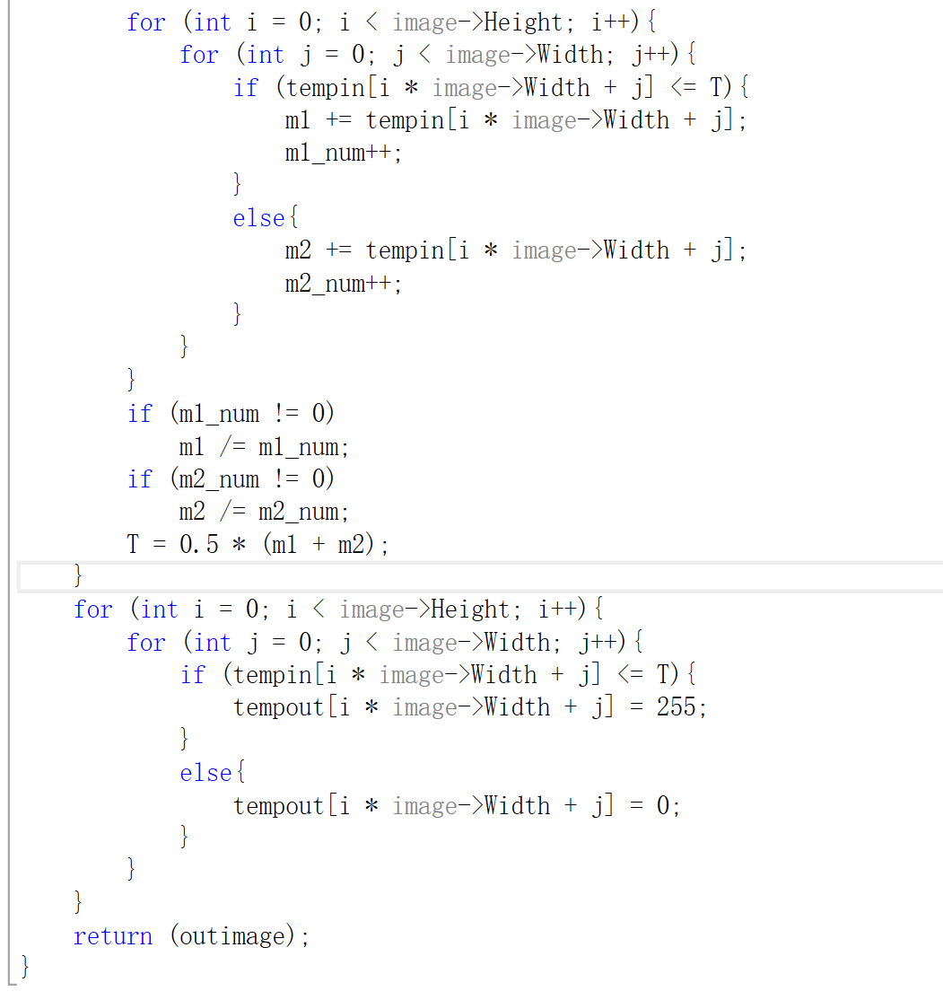 for (int i = 0; i < image->Height; i++){
for (int j = 0; j < image->Width; j++){
if (tempin[i * image->Width + j] <= T){
m1 += tempin[i * image->Width + j];
m1_num++;
}
else{
m2 += tempin[i * image->Width + j];
m2_num++;
}
}
}
if (m1_num != 0)
m1 /= m1_num;
if (m2_num != 0)
m2 /= m2_num;
T = 0.5 * (m1 + m2);
}
for (int i = 0; i < image->Height; i++){
for (int j = 0; j < image->Width; j++){
if (tempin[i * image->Width + j] <= T){
tempout[i * image->Width + j] = 255;
}
else{
tempout[i * image->Width + j] = 0;
}
}
}
return (outimage);
}